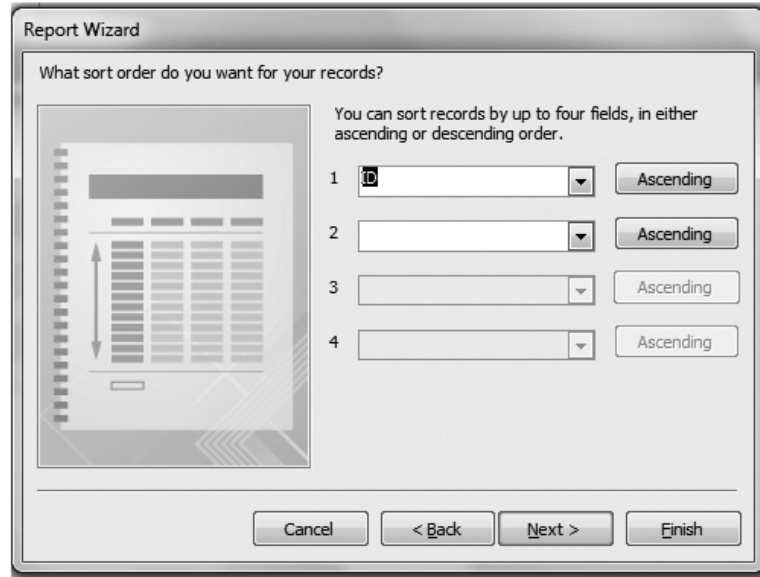 Report Wizard
What sort order do you want for your records?
You can sort records by up to four fields, in either
ascending or descending order.
1 ID Ascending
2 Ascending
3 Ascending
4 Ascending
Cancel < Back Next > Finish